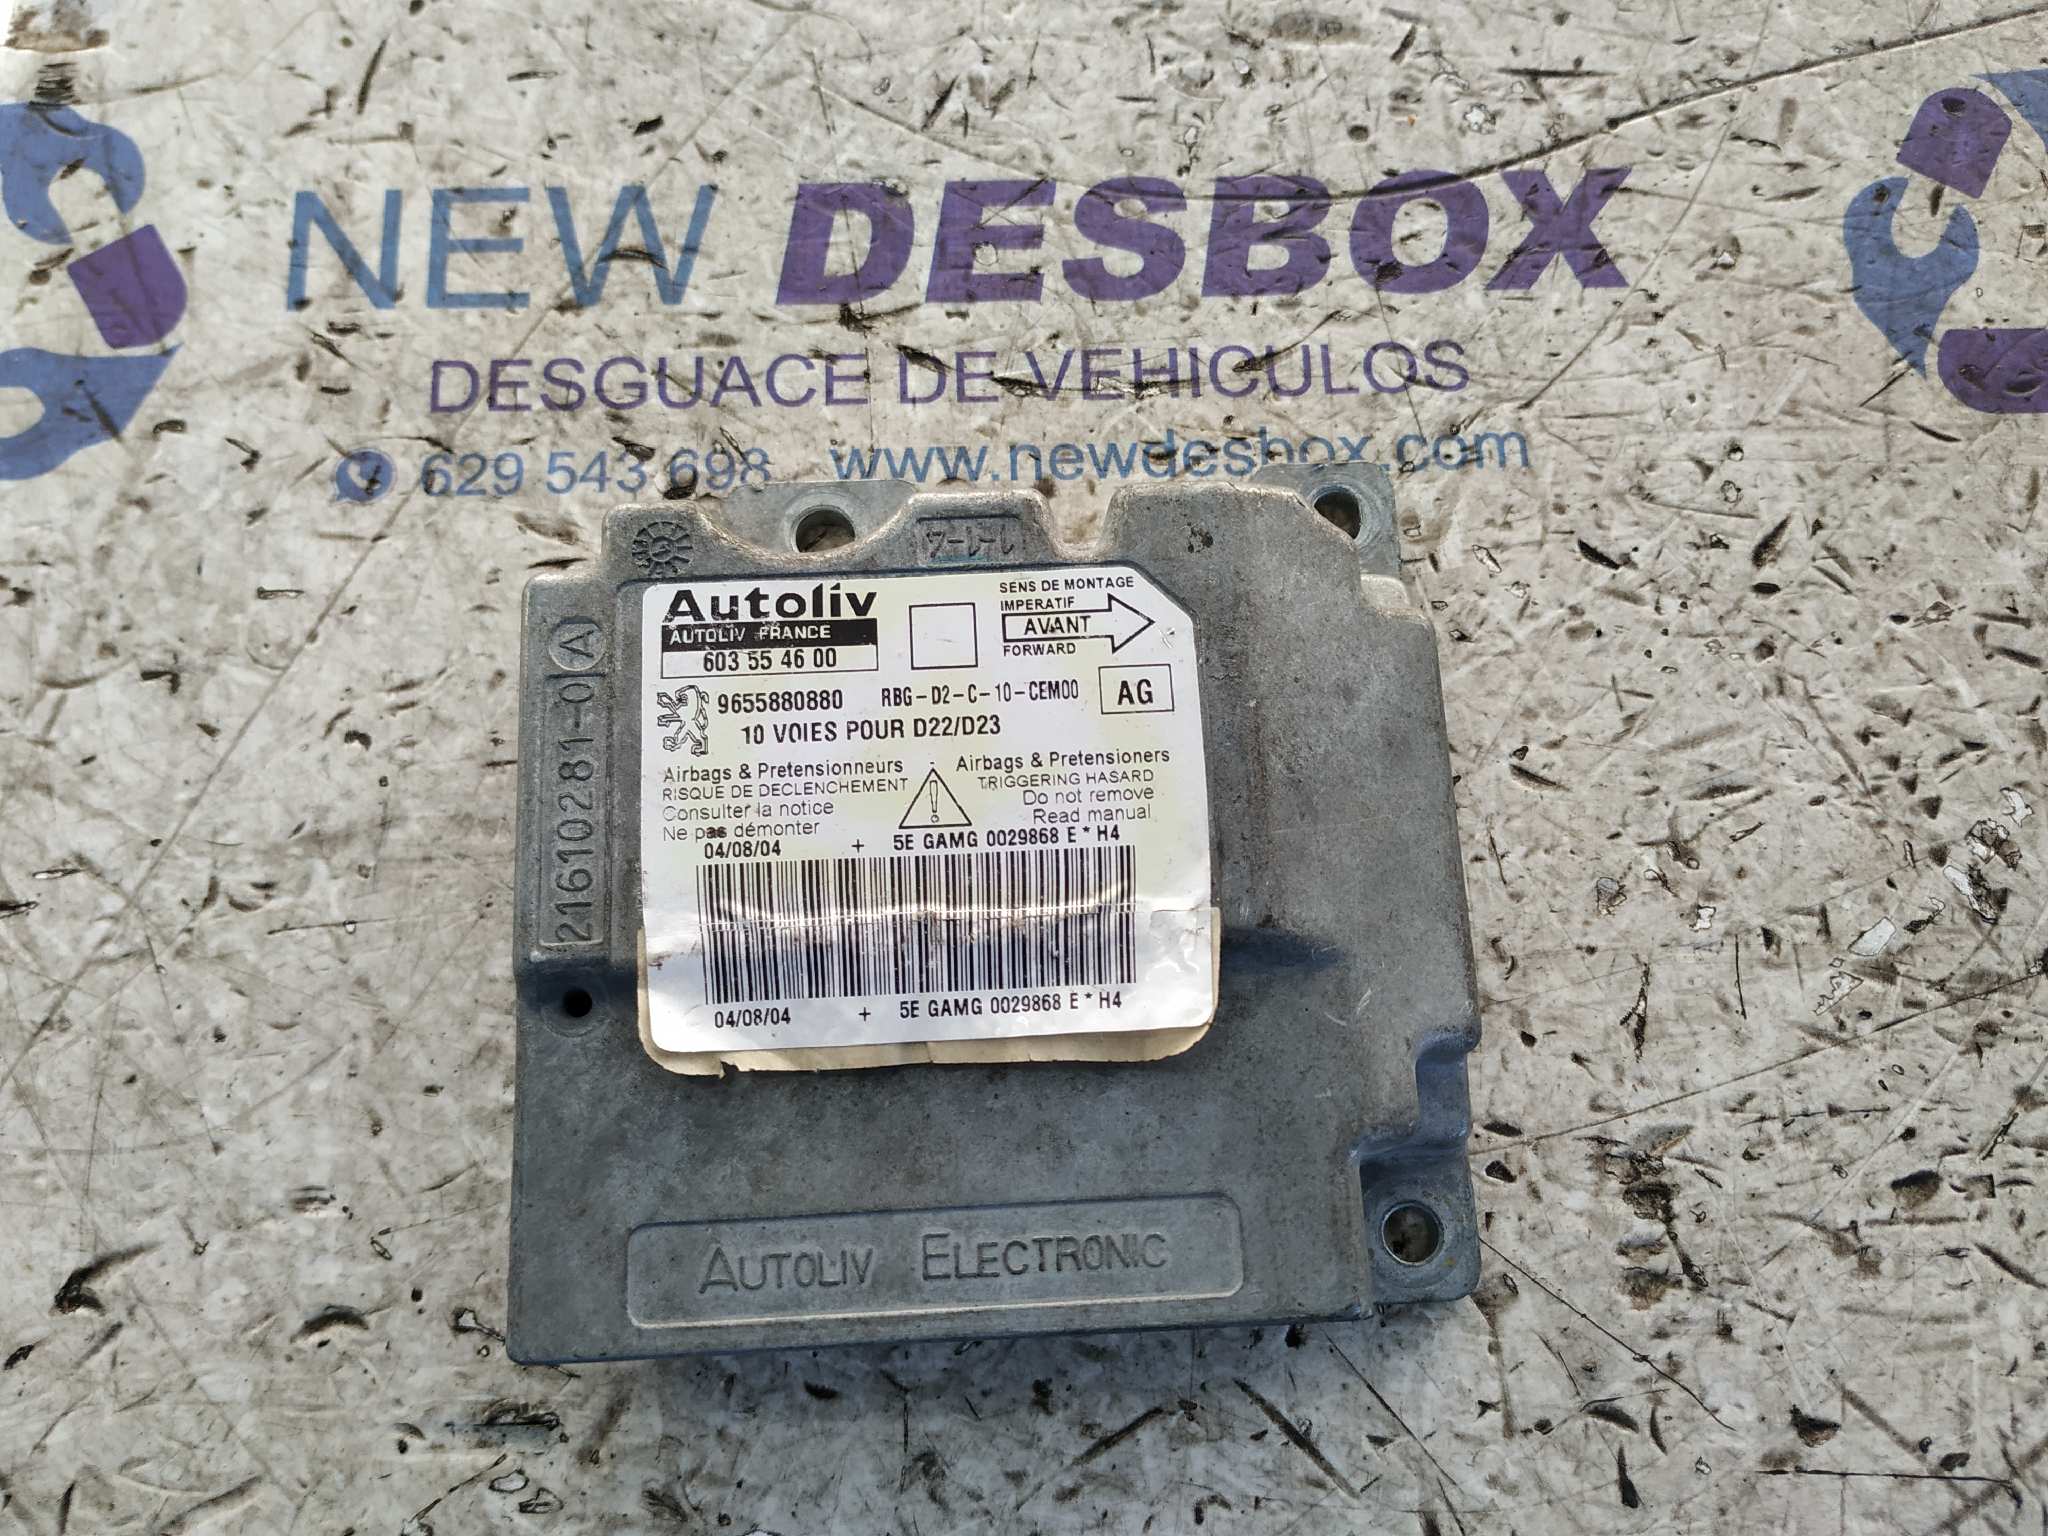 NEW DESBOX
DESGUACE DE VEHICULOS
629 543 698 www.newdesbox.com
1-1-4
Autoliv
AUTOLIV FRANCE
603 55 46 00
SENS DE MONTAGE
IMPERATIF
AVANT
FORWARD
9655880880 RBG-D2-C-10-CEM00 AG
10 VOIES POUR D22/D23
Airbags & Pretensionneurs
RISQUE DE DECLENCHEMENT
Consulter la notice
Ne pas démonter
Airbags & Pretensioners
TRIGGERING HASARD
Do not remove
Read manual
04/08/04 + 5E GAMG 0029868 E * H4
04/08/04 + 5E GAMG 0029868 E * H4
21610281-0 A
AUTOLIV ELECTRONIC